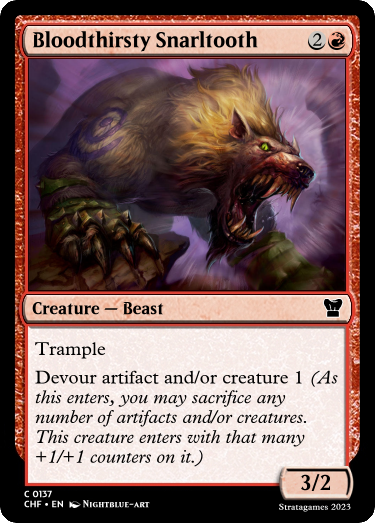 Bloodthirsty Snarltooth 2
Creature — Beast
Trample
Devour artifact and/or creature 1 (As
this enters, you may sacrifice any
number of artifacts and/or creatures.
This creature enters with that many
+1/+1 counters on it.)
3/2
C 0137
CHF • EN NIGHTBLUE-ART
Stratagames 2023